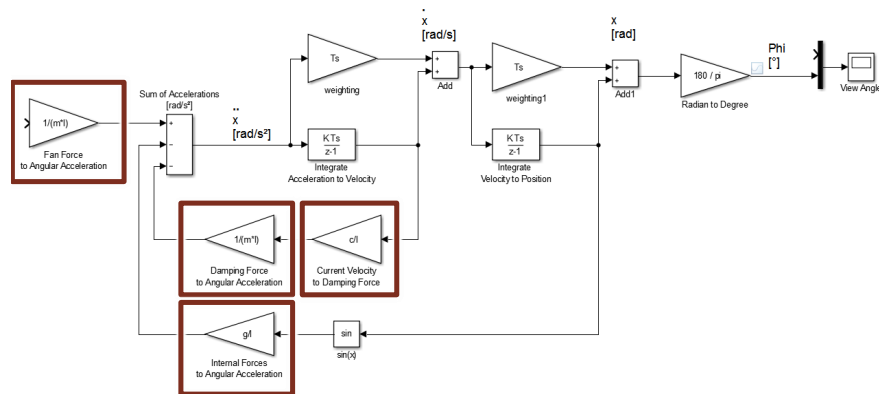 ..
x
[rad/s²]
.
x
[rad/s]
x
[rad]
Phi
[°]
1/(m*l)
Fan Force
to Angular Acceleration
Sum of Accelerations
[rad/s²]
+
−
−
Ts
weighting
KTs
z-1
Integrate
Acceleration to Velocity
+
+
Add
Ts
weighting1
KTs
z-1
Integrate
Velocity to Position
+
+
Add1
180 / pi
Radian to Degree
View Angle
1/(m*l)
Damping Force
to Angular Acceleration
c/l
Current Velocity
to Damping Force
g/l
Internal Forces
to Angular Acceleration
sin
sin(x)